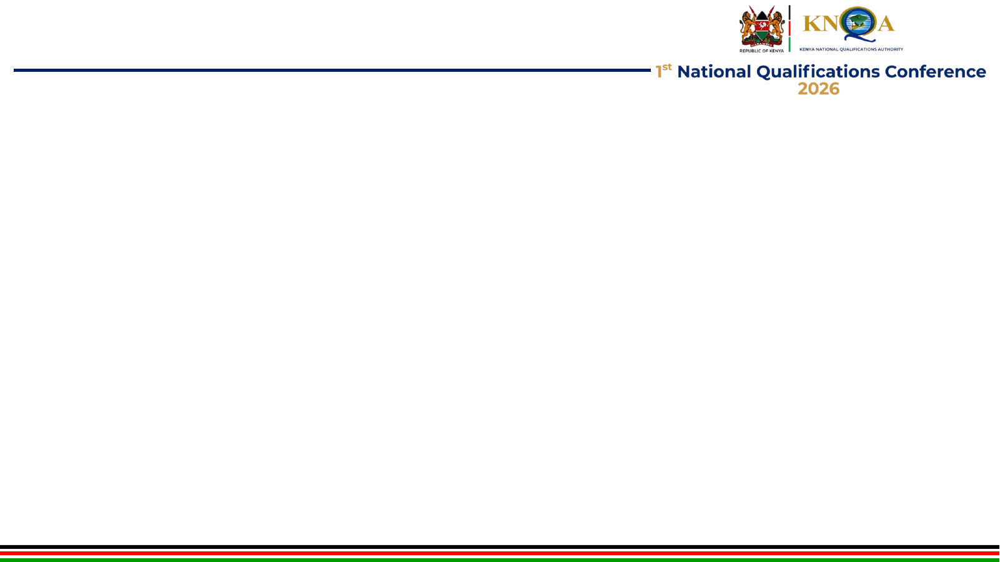 KNQA
REPUBLIC OF KENYA
KENYA NATIONAL QUALIFICATIONS AUTHORITY
1st National Qualifications Conference
2026